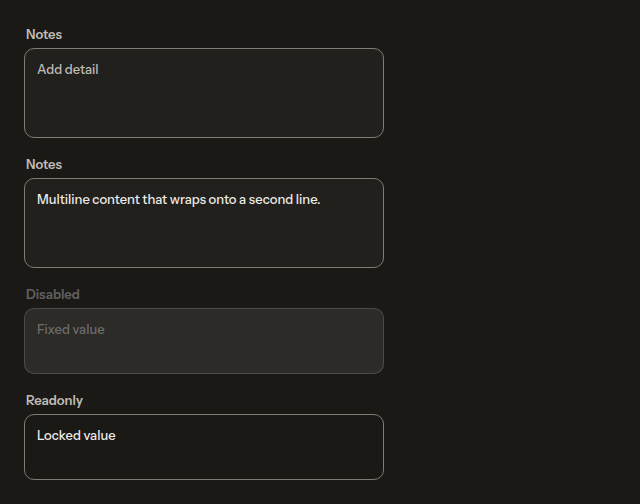 Notes
Add detail
Notes
Multiline content that wraps onto a second line.
Disabled
Fixed value
Readonly
Locked value